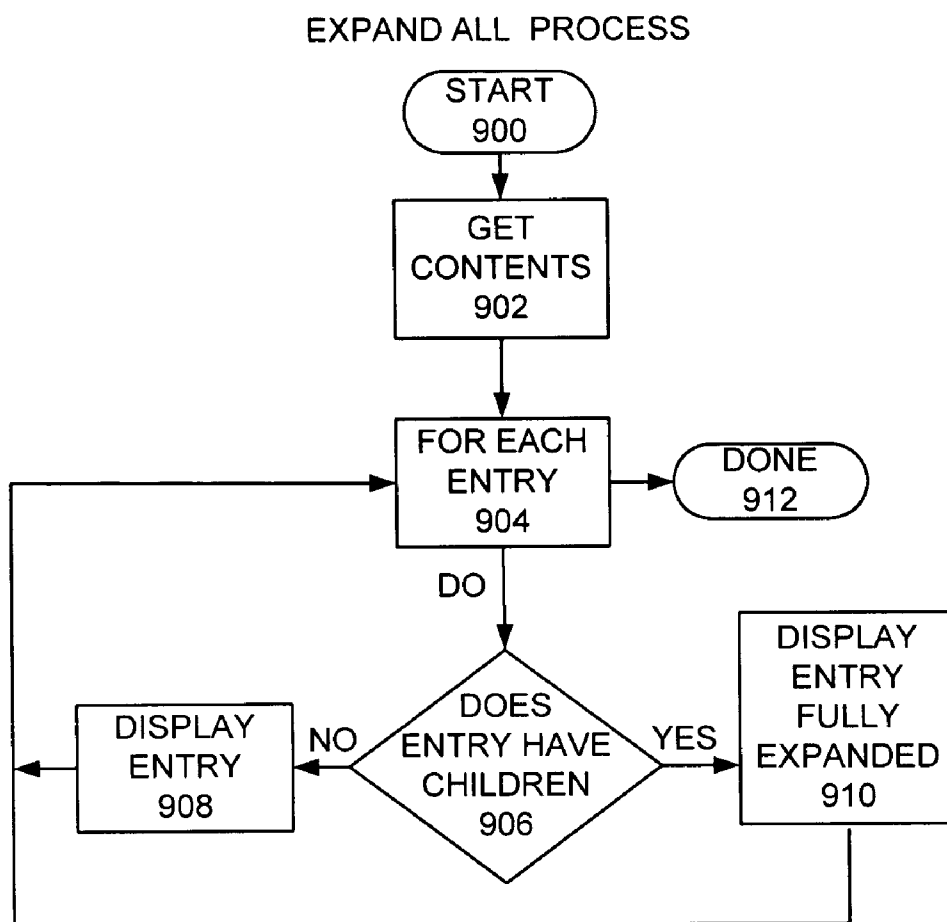 EXPAND ALL PROCESS
START
900
GET
CONTENTS
902
FOR EACH
ENTRY
904
DONE
912
DO
DOES
ENTRY HAVE
CHILDREN
906
NO
DISPLAY
ENTRY
908
YES
DISPLAY
ENTRY
FULLY
EXPANDED
910